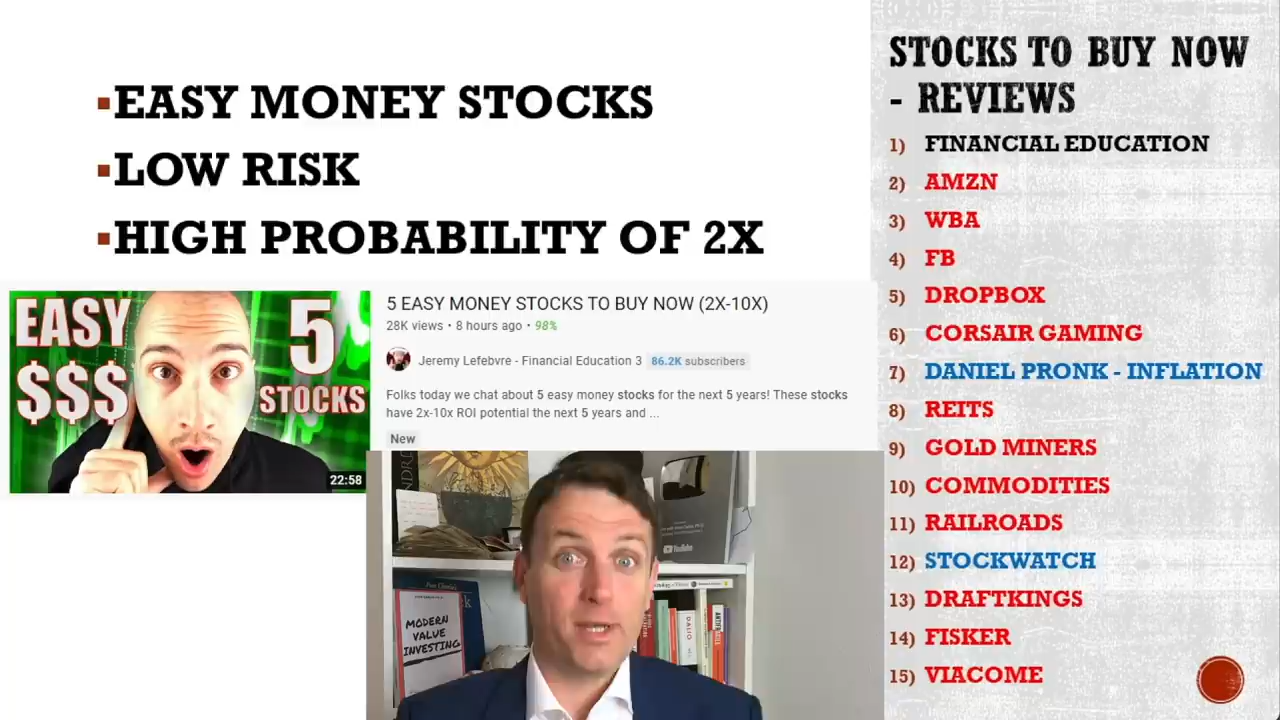 ▪EASY MONEY STOCKS
▪LOW RISK
▪HIGH PROBABILITY OF 2X
EASY
$$$
5
STOCKS
22:58
5 EASY MONEY STOCKS TO BUY NOW (2X-10X)
28K views • 8 hours ago • 98%
Jeremy Lefebvre - Financial Education 3 86.2K subscribers
Folks today we chat about 5 easy money stocks for the next 5 years! These stocks
have 2x-10x ROI potential the next 5 years and ...
New
YouTube
MODERN
VALUE
INVESTING
DALIO
ANTIFRAGILE
STOCKS TO BUY NOW
- REVIEWS
1) FINANCIAL EDUCATION
2) AMZN
3) WBA
4) FB
5) DROPBOX
6) CORSAIR GAMING
7) DANIEL PRONK - INFLATION
8) REITS
9) GOLD MINERS
10) COMMODITIES
11) RAILROADS
12) STOCKWATCH
13) DRAFTKINGS
14) FISKER
15) VIACOME